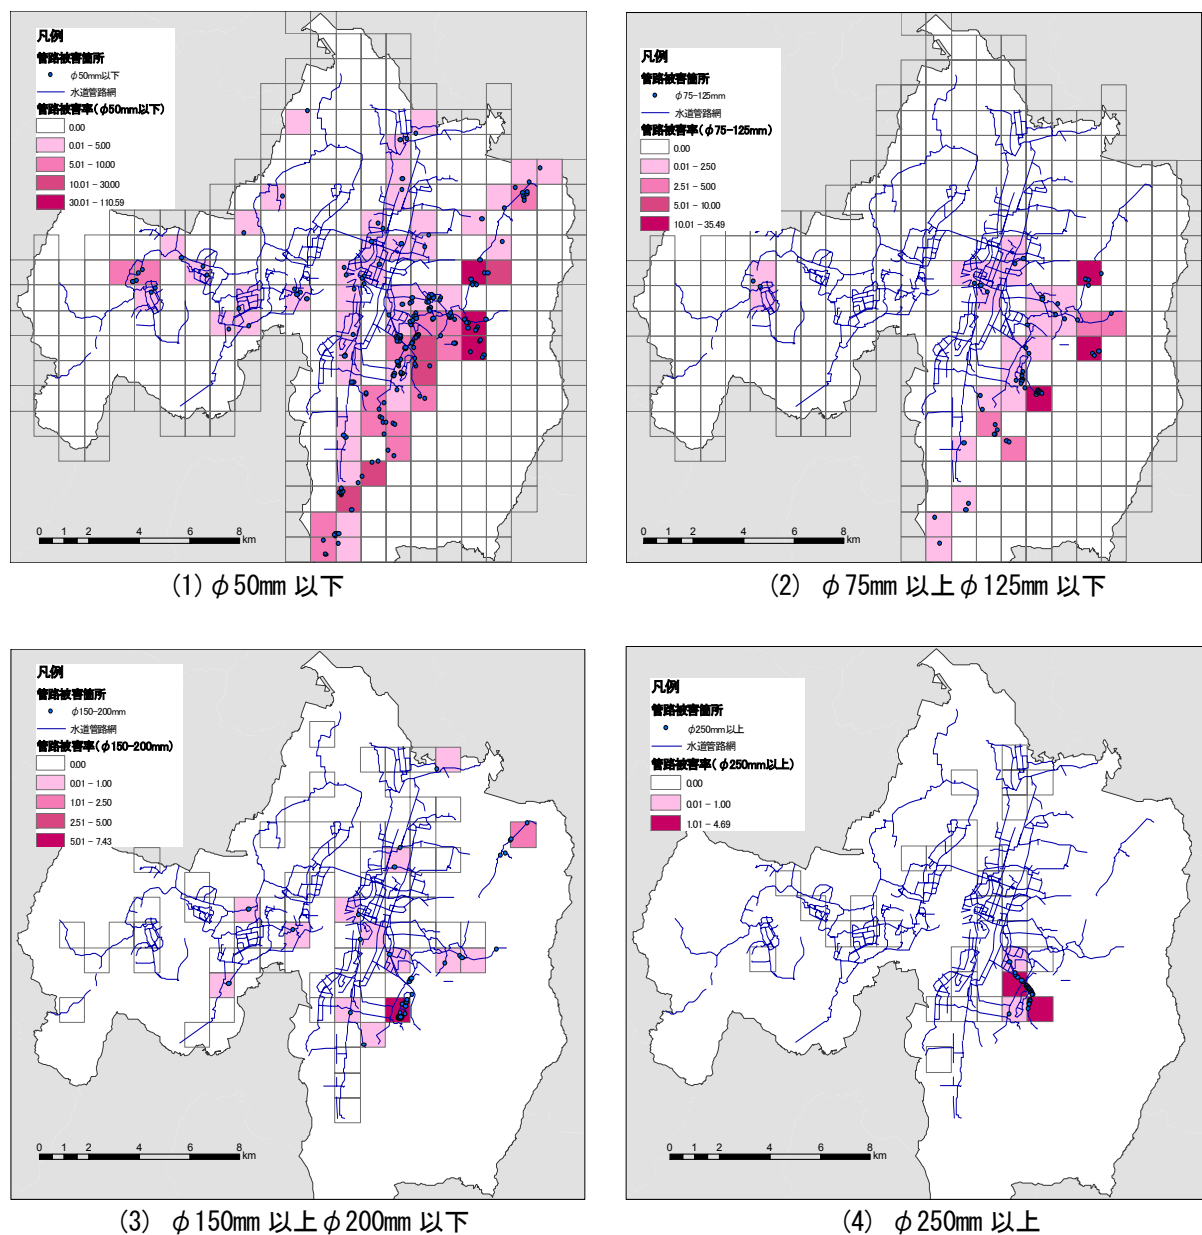 凡例
管路被害箇所
φ50mm以下
水道管路網
管路被害率(φ50mm以下)
0.00
0.01 - 5.00
5.01 - 10.00
10.01 - 30.00
30.01 - 110.59
0 1 2 4 6 8
km
(1) φ50mm 以下
凡例
管路被害箇所
φ75-125mm
水道管路網
管路被害率(φ75-125mm)
0.00
0.01 - 2.50
2.51 - 5.00
5.01 - 10.00
10.01 - 35.49
0 1 2 4 6 8
km
(2) φ75mm 以上φ125mm 以下
凡例
管路被害箇所
φ150-200mm
水道管路網
管路被害率(φ150-200mm)
0.00
0.01 - 1.00
1.01 - 2.50
2.51 - 5.00
5.01 - 7.43
0 1 2 4 6 8
km
(3) φ150mm 以上φ200mm 以下
凡例
管路被害箇所
φ250mm以上
水道管路網
管路被害率(φ250mm以上)
0.00
0.01 - 1.00
1.01 - 4.69
0 1 2 4 6 8
km
(4) φ250mm 以上